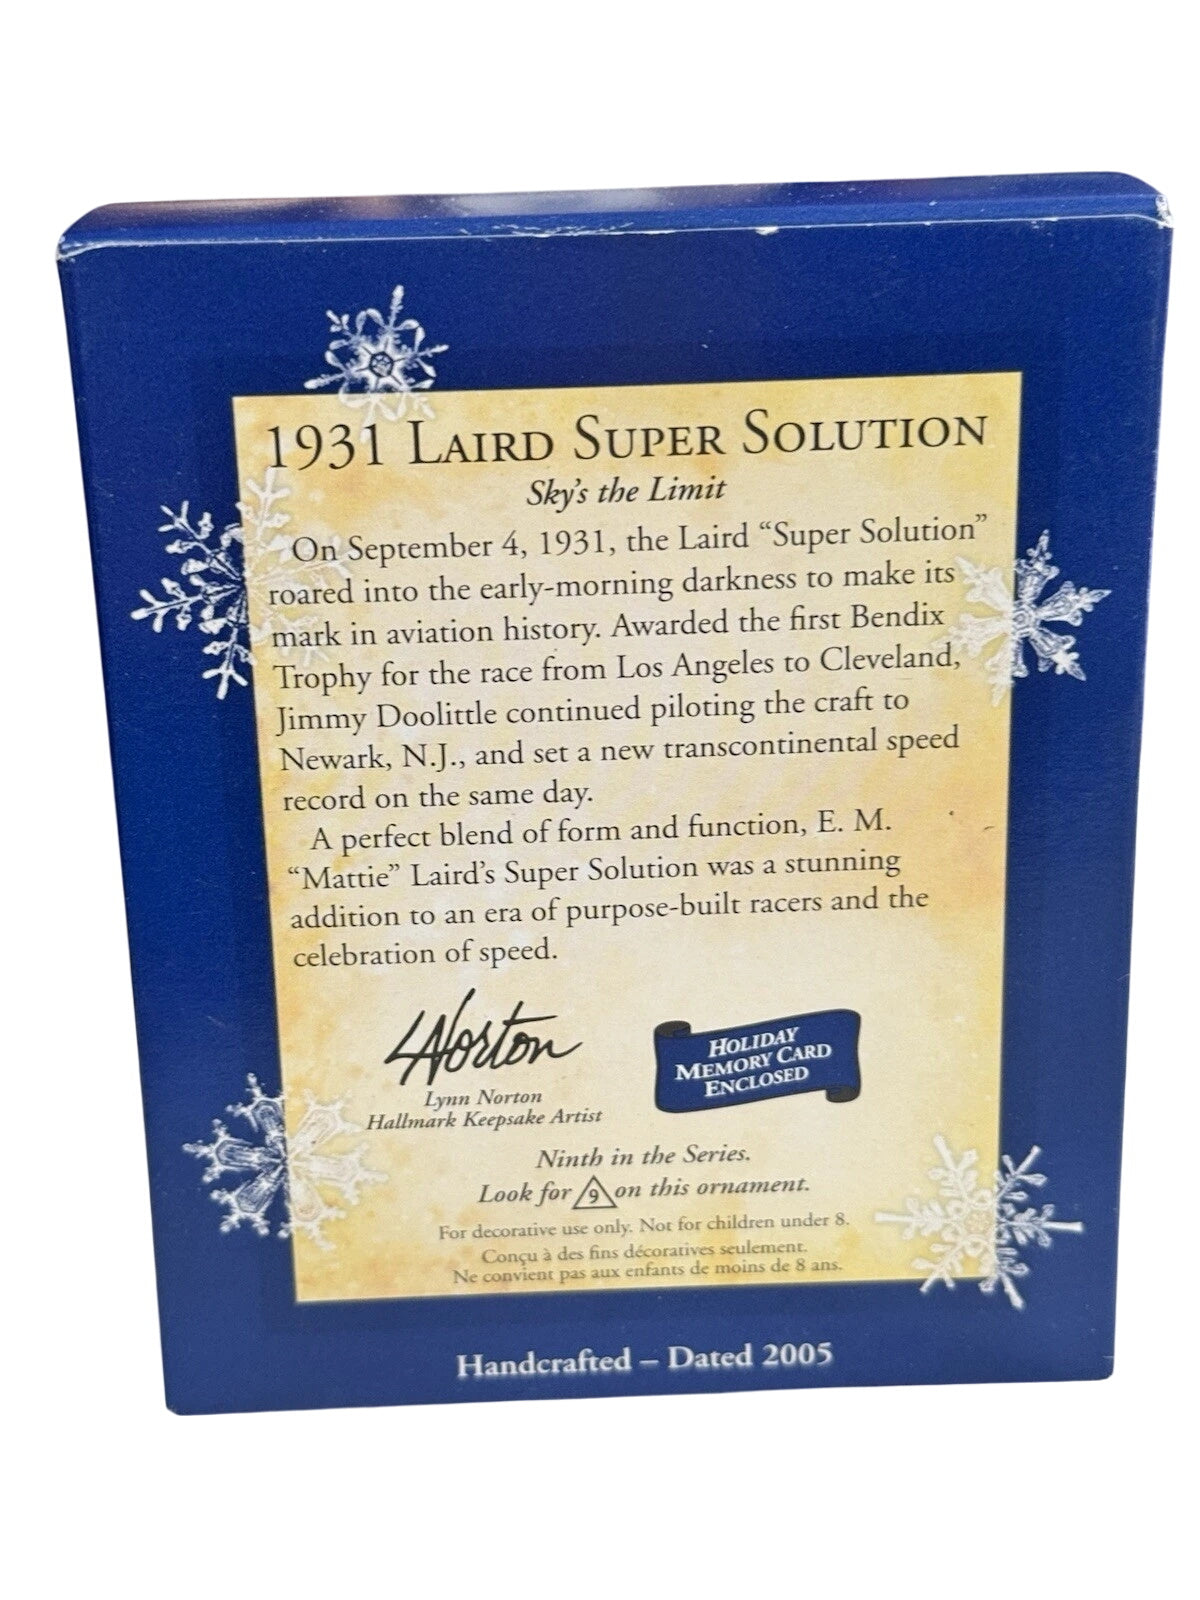 1931 LAIRD SUPER SOLUTION
Sky's the Limit
On September 4, 1931, the Laird “Super Solution”
roared into the early-morning darkness to make its
mark in aviation history. Awarded the first Bendix
Trophy for the race from Los Angeles to Cleveland,
Jimmy Doolittle continued piloting the craft to
Newark, N.J., and set a new transcontinental speed
record on the same day.
A perfect blend of form and function, E. M.
“Mattie” Laird's Super Solution was a stunning
addition to an era of purpose-built racers and the
celebration of speed.
LNorton
Lynn Norton
Hallmark Keepsake Artist
HOLIDAY
MEMORY CARD
ENCLOSED
Ninth in the Series.
Look for 9 on this ornament.
For decorative use only. Not for children under 8.
Conçu à des fins décoratives seulement.
Ne convient pas aux enfants de moins de 8 ans.
Handcrafted – Dated 2005